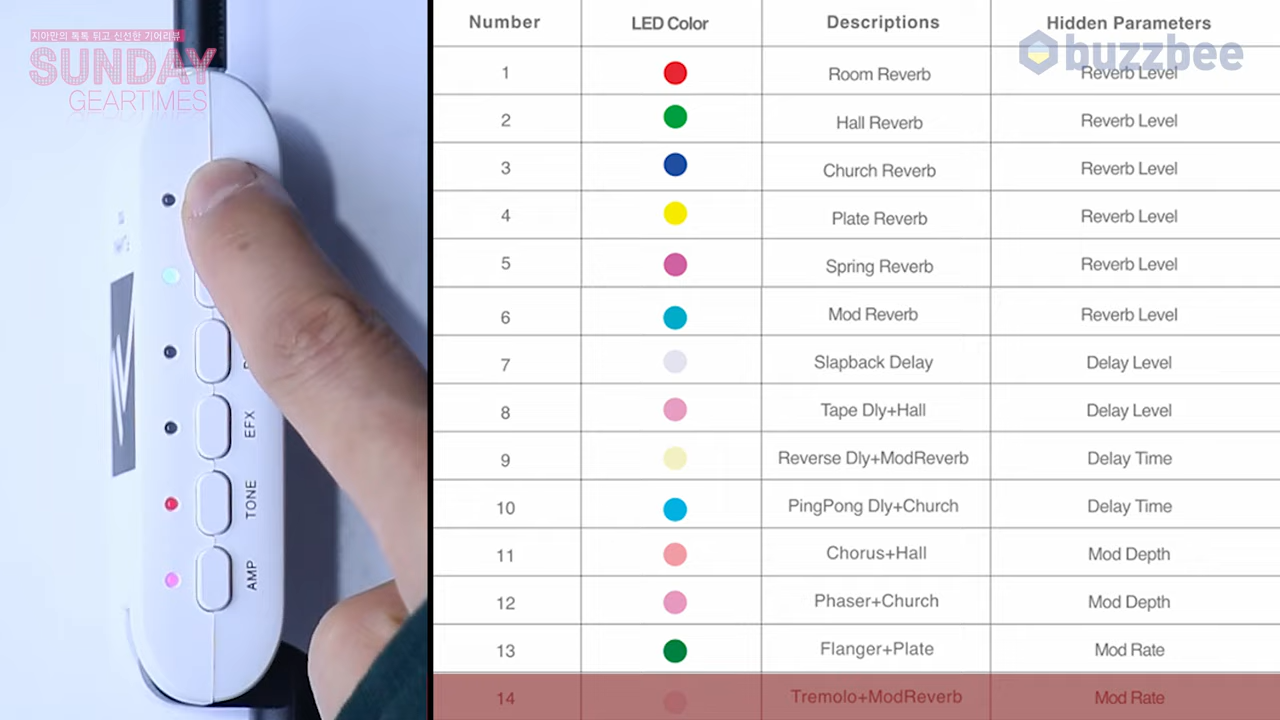 지마만의 톡톡 튀고 신선한 기어리뷰
SUNDAY
GEARTIMES
EFX
TONE
AMP
buzzbee
Number LED Color Descriptions Hidden Parameters
1 Room Reverb Reverb Level
2 Hall Reverb Reverb Level
3 Church Reverb Reverb Level
4 Plate Reverb Reverb Level
5 Spring Reverb Reverb Level
6 Mod Reverb Reverb Level
7 Slapback Delay Delay Level
8 Tape Dly+Hall Delay Level
9 Reverse Dly+ModReverb Delay Time
10 PingPong Dly+Church Delay Time
11 Chorus+Hall Mod Depth
12 Phaser+Church Mod Depth
13 Flanger+Plate Mod Rate
14 Tremolo+ModReverb Mod Rate